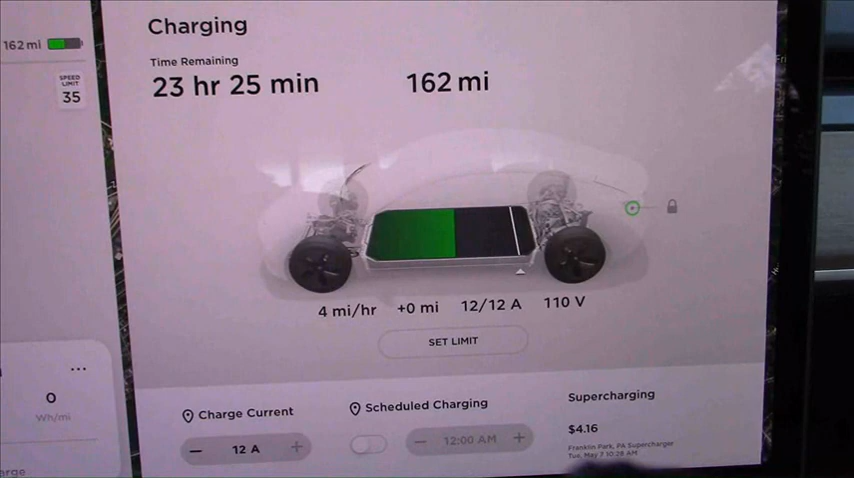 Charging
162 mi
Time Remaining
SPEED
LIMIT
35
23 hr 25 min
162 mi
4 mi/hr
+0 mi
12/12 A
110 V
SET LIMIT
0
Wh/mi
Charge Current
12 A
Scheduled Charging
12:00 AM
Supercharging
$4.16
Franklin Park, PA Supercharger
Fri